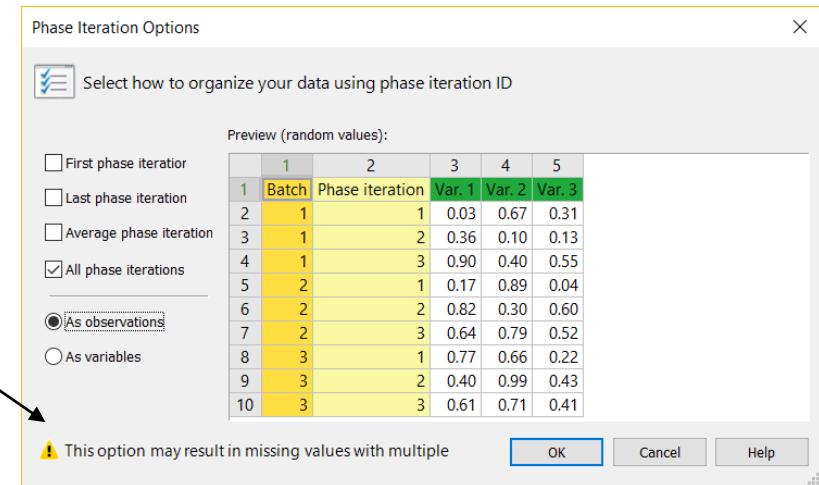 Phase Iteration Options
Select how to organize your data using phase iteration ID
Preview (random values):
First phase iteration
Last phase iteration
Average phase iteration
All phase iterations
As observations
As variables
1 2 3 4 5
1 Batch Phase iteration Var. 1 Var. 2 Var. 3
2 1 1 0.03 0.67 0.31
3 1 2 0.36 0.10 0.13
4 1 3 0.90 0.40 0.55
5 2 1 0.17 0.89 0.04
6 2 2 0.82 0.30 0.60
7 2 3 0.64 0.79 0.52
8 3 1 0.77 0.66 0.22
9 3 2 0.40 0.99 0.43
10 3 3 0.61 0.71 0.41
This option may result in missing values with multiple
OK Cancel Help